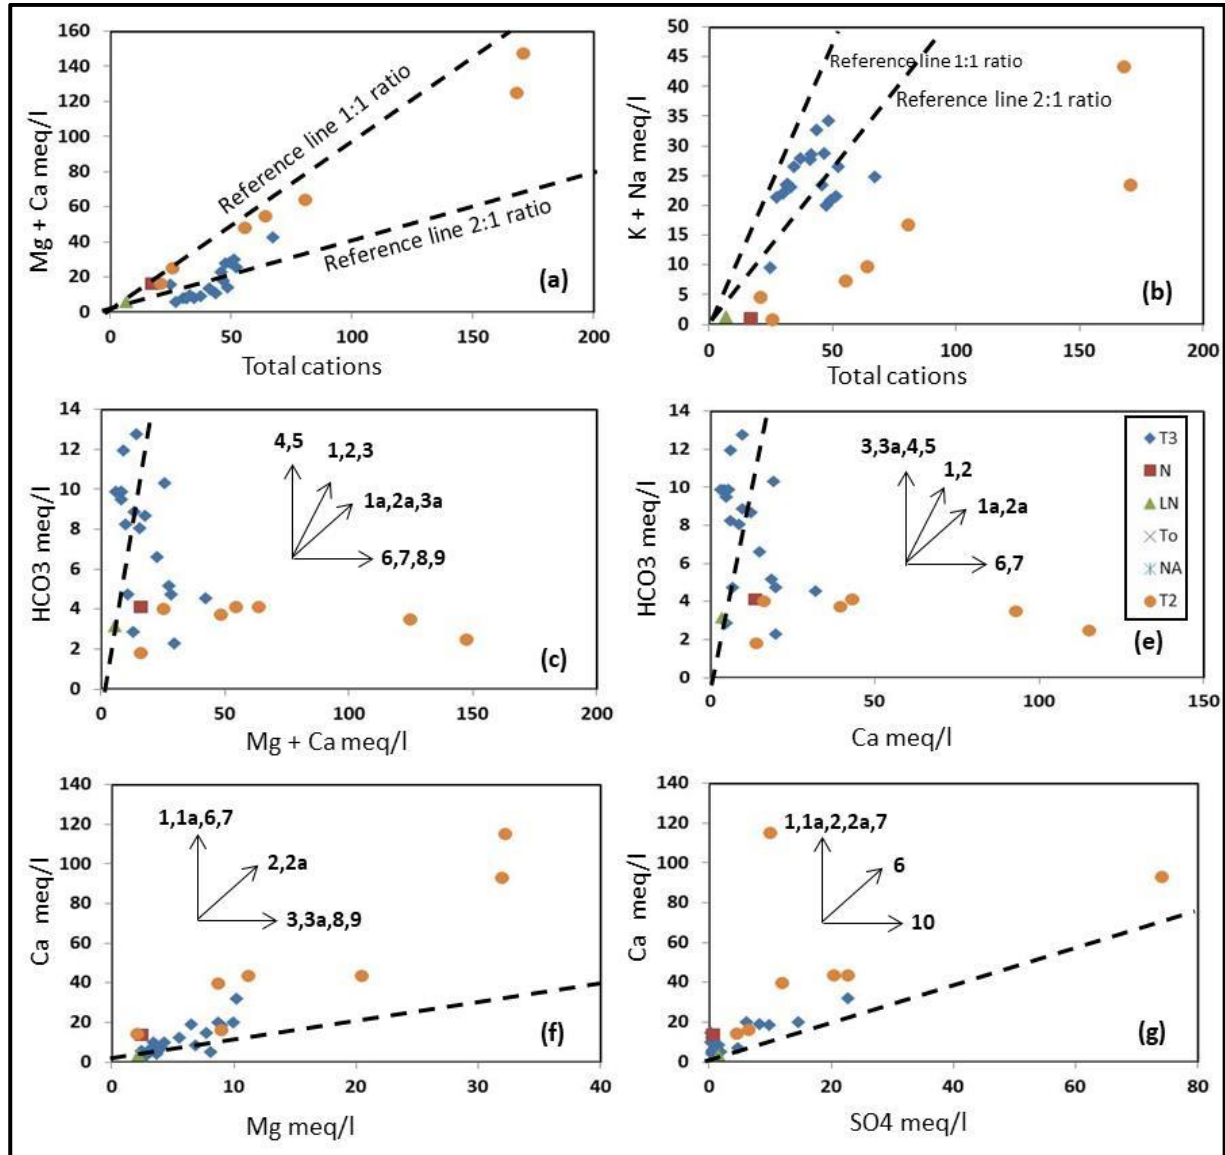 160
140
120
100
80
60
40
20
0
Mg + Ca meq/l
Reference line 1:1 ratio
Reference line 2:1 ratio
(a)
0 50 100 150 200
Total cations
50
45
40
35
30
25
20
15
10
5
0
K + Na meq/l
Reference line 1:1 ratio
Reference line 2:1 ratio
(b)
0 50 100 150 200
Total cations
14
12
10
8
6
4
2
0
HCO3 meq/l
4,5
1,2,3
1a,2a,3a
6,7,8,9
(c)
0 50 100 150 200
Mg + Ca meq/l
14
12
10
8
6
4
2
0
HCO3 meq/l
3,3a,4,5
1,2
1a,2a
6,7
T3
N
LN
To
NA
T2
(e)
0 50 100 150
Ca meq/l
140
120
100
80
60
40
20
0
Ca meq/l
1,1a,6,7
2,2a
3,3a,8,9
(f)
0 10 20 30 40
Mg meq/l
140
120
100
80
60
40
20
0
Ca meq/l
1,1a,2,2a,7
6
10
(g)
0 20 40 60 80
SO4 meq/l